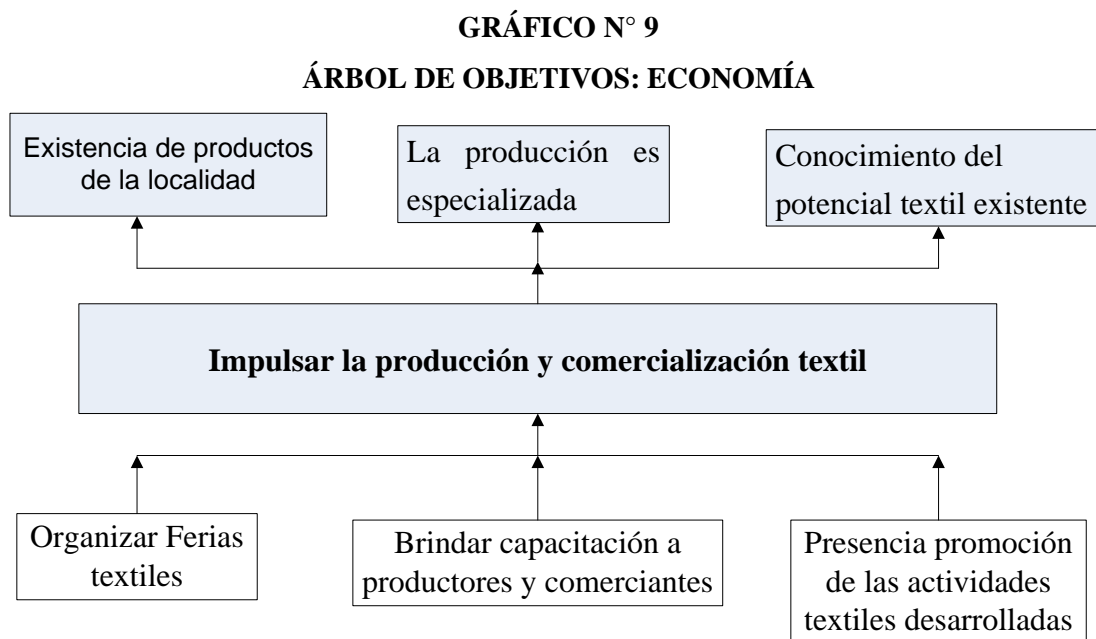 GRÁFICO N° 9
ÁRBOL DE OBJETIVOS: ECONOMÍA
Existencia de productos
de la localidad
La producción es
especializada
Conocimiento del
potencial textil existente
Impulsar la producción y comercialización textil
Organizar Ferias
textiles
Brindar capacitación a
productores y comerciantes
Presencia promoción
de las actividades
textiles desarrolladas